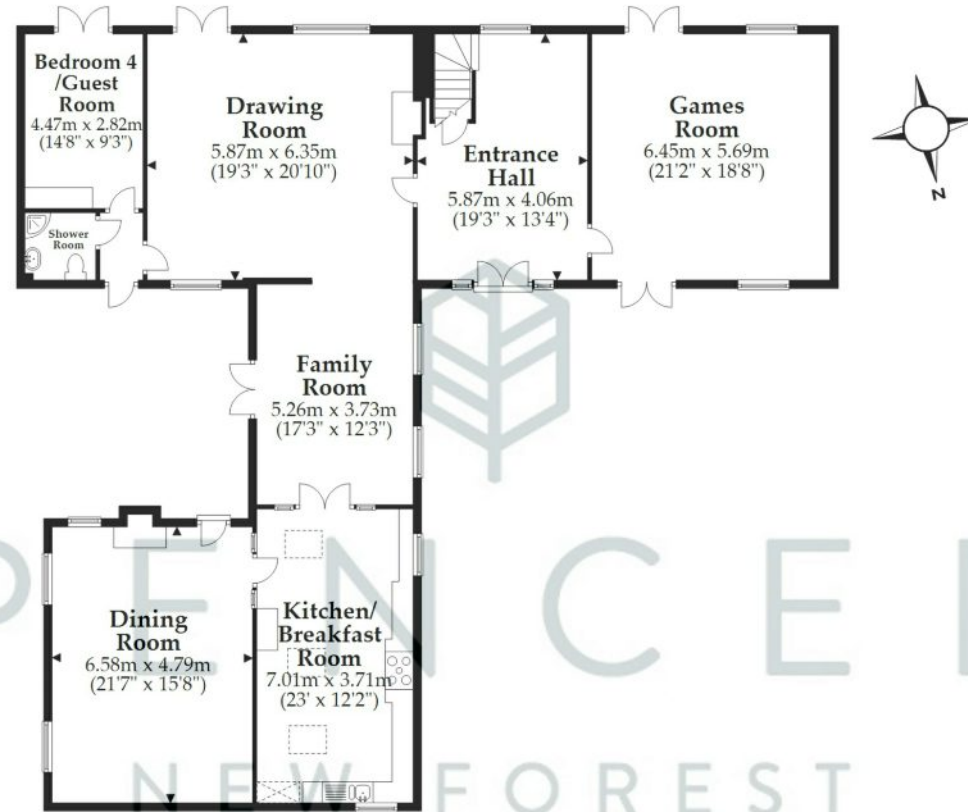 Bedroom 4
/Guest
Room
4.47m x 2.82m
(14'8" x 9'3")
Drawing
Room
5.87m x 6.35m
(19'3" x 20'10")
Games
Room
6.45m x 5.69m
(21'2" x 18'8")
Entrance
Hall
5.87m x 4.06m
(19'3" x 13'4")
Shower
Room
N
Family
Room
5.26m x 3.73m
(17'3" x 12'3")
Dining
Room
6.58m x 4.79m
(21'7" x 15'8")
Kitchen/
Breakfast
Room
7.01m x 3.71m
(23' x 12'2")
PENCE
NEW FOREST